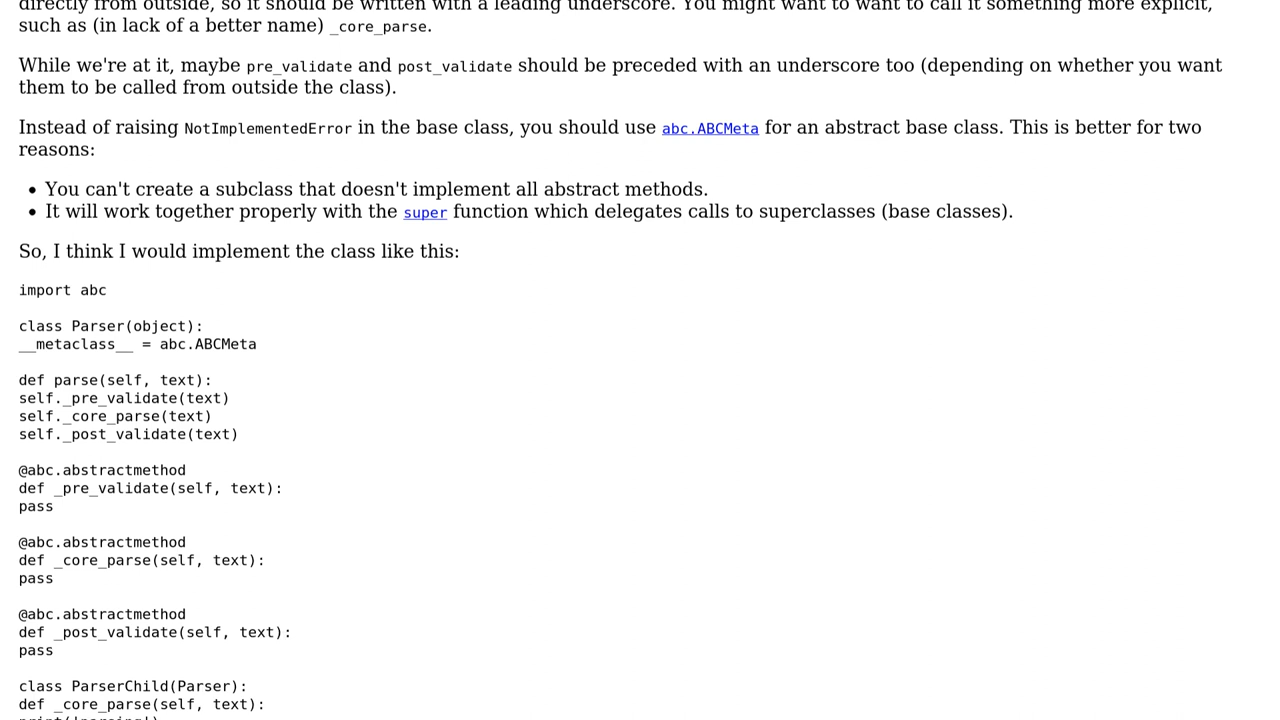 directly from outside, so it should be written with a leading underscore. You might want to want to call it something more explicit,
such as (in lack of a better name) _core_parse.
While we're at it, maybe pre_validate and post_validate should be preceded with an underscore too (depending on whether you want
them to be called from outside the class).
Instead of raising NotImplementedError in the base class, you should use abc.ABCMeta for an abstract base class. This is better for two
reasons:
• You can't create a subclass that doesn't implement all abstract methods.
• It will work together properly with the super function which delegates calls to superclasses (base classes).
So, I think I would implement the class like this:
import abc
class Parser(object):
__metaclass__ = abc.ABCMeta
def parse(self, text):
self._pre_validate(text)
self._core_parse(text)
self._post_validate(text)
@abc.abstractmethod
def _pre_validate(self, text):
pass
@abc.abstractmethod
def _core_parse(self, text):
pass
@abc.abstractmethod
def _post_validate(self, text):
pass
class ParserChild(Parser):
def _core_parse(self, text):
print('parsing')